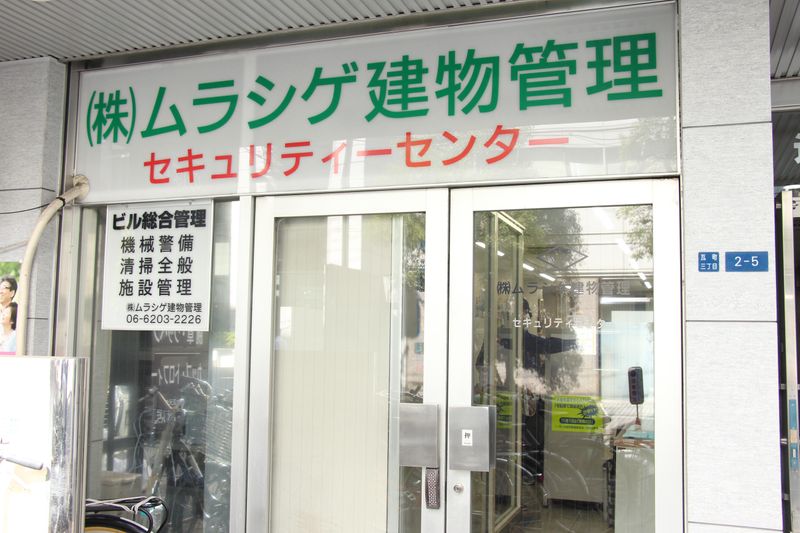 ㈱ムラシゲ建物管理
セキュリティーセンター
ビル総合管理
機械警備
清掃全般
施設管理
㈱ムラシゲ建物管理
06-6203-2226
㈱ムラシゲ建物管理
セキュリティーセンター
押
瓦町
三丁目
2-5